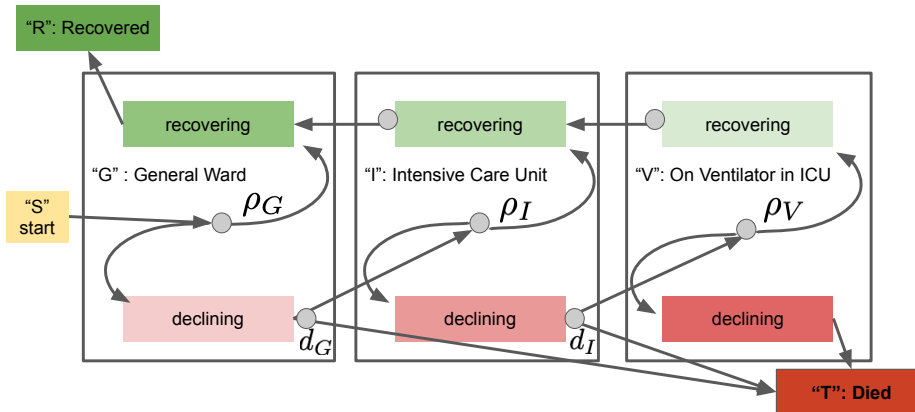 “R”: Recovered
recovering
recovering
recovering
“G” : General Ward
“I”: Intensive Care Unit
“V”: On Ventilator in ICU
“S”
start
ρG
ρI
ρV
declining
declining
declining
dG
dI
“T”: Died